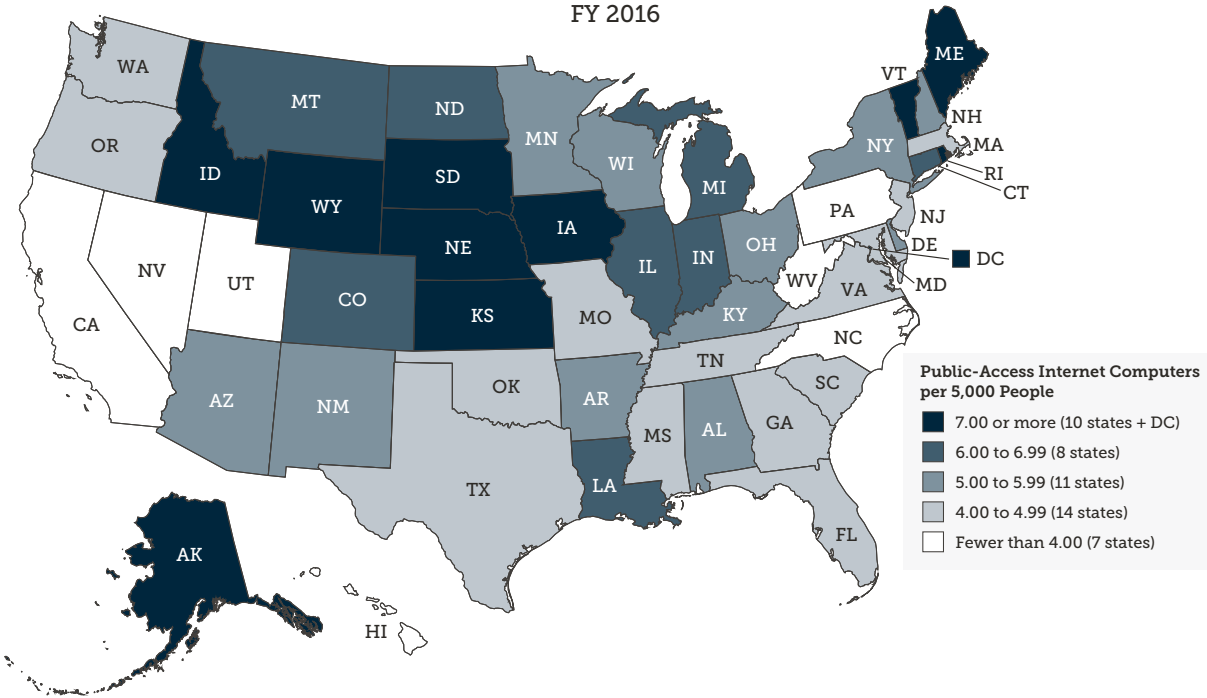 FY 2016
WA
MT
ND
MN
VT
ME
OR
ID
SD
WI
NY
NH
MA
WY
MI
RI
CT
IA
PA
NJ
NE
NV
UT
IL
IN
OH
DE
DC
CO
KS
MO
WV
VA
MD
CA
KY
NC
TN
AZ
NM
OK
AR
SC
MS
AL
GA
TX
LA
FL
AK
HI
Public-Access Internet Computers
per 5,000 People
7.00 or more (10 states + DC)
6.00 to 6.99 (8 states)
5.00 to 5.99 (11 states)
4.00 to 4.99 (14 states)
Fewer than 4.00 (7 states)